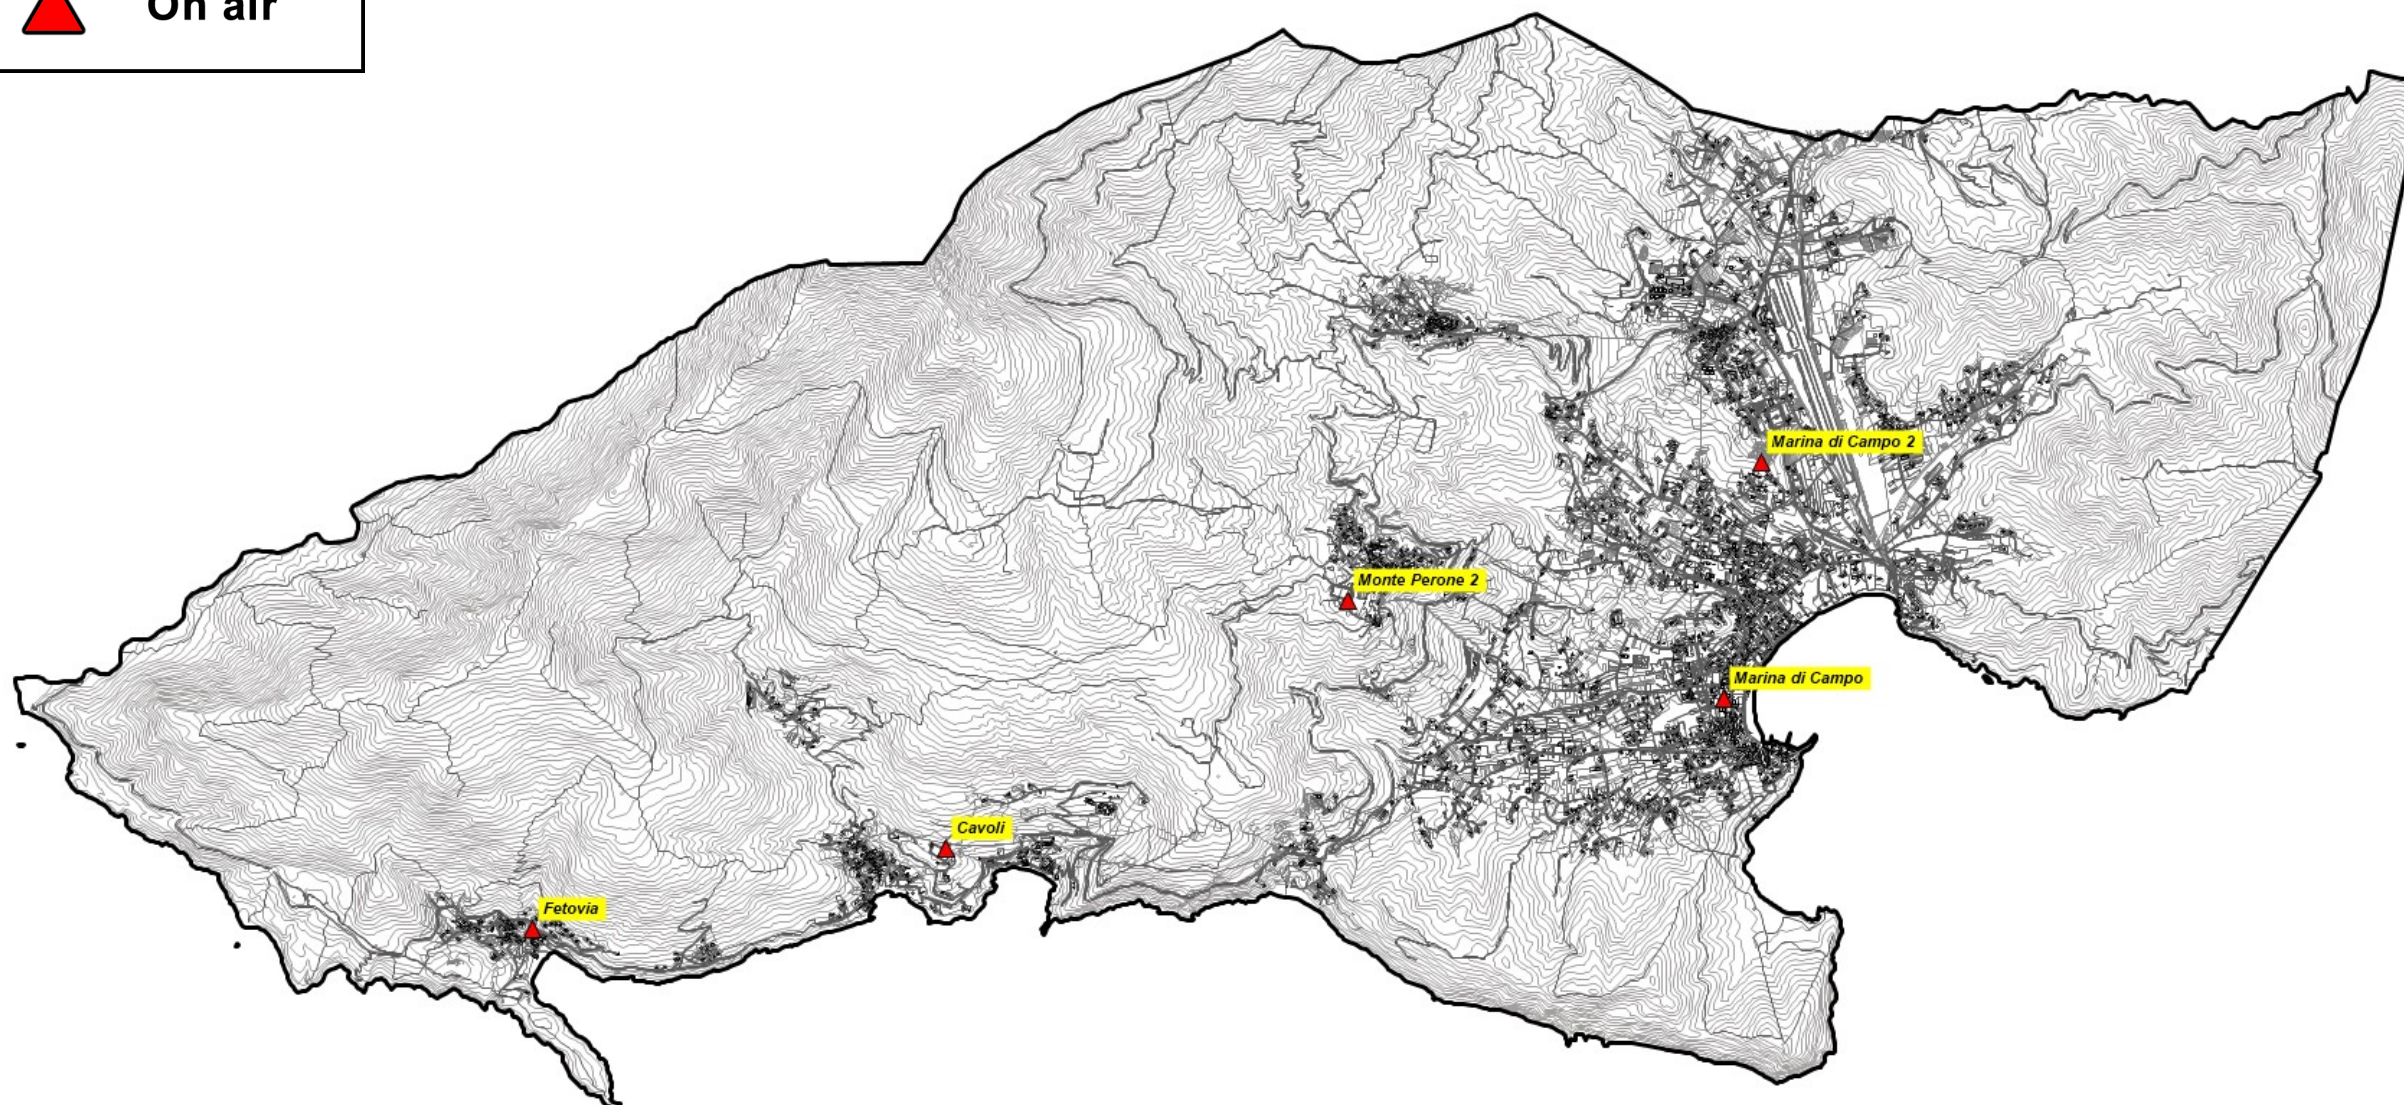 On air
Marina di Campo 2
Monte Perone 2
Marina di Campo
Cavoli
Fetovia